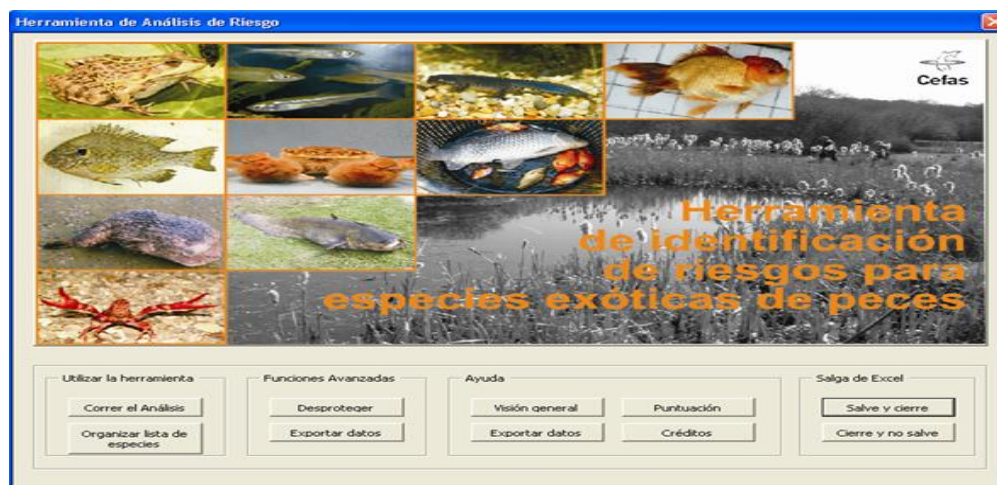 Herramienta de Análisis de Riesgo
Cefas
Herramienta
de identificación
de riesgos para
especies exóticas de peces
Utilizar la herramienta
Correr el Análisis
Organizar lista de
especies
Funciones Avanzadas
Desproteger
Exportar datos
Ayuda
Visión general
Puntuación
Exportar datos
Créditos
Salga de Excel
Salve y cierre
Cierre y no salve